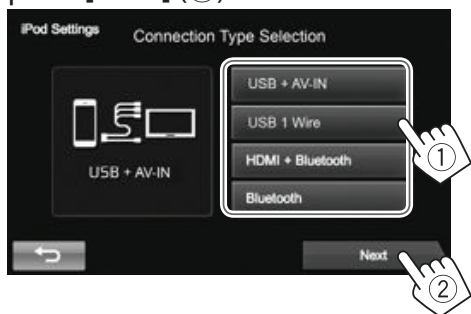 iPod Settings
Connection Type Selection
USB + AV-IN
USB 1 Wire
HDMI + Bluetooth
Bluetooth
USB + AV-IN
Next
1
2